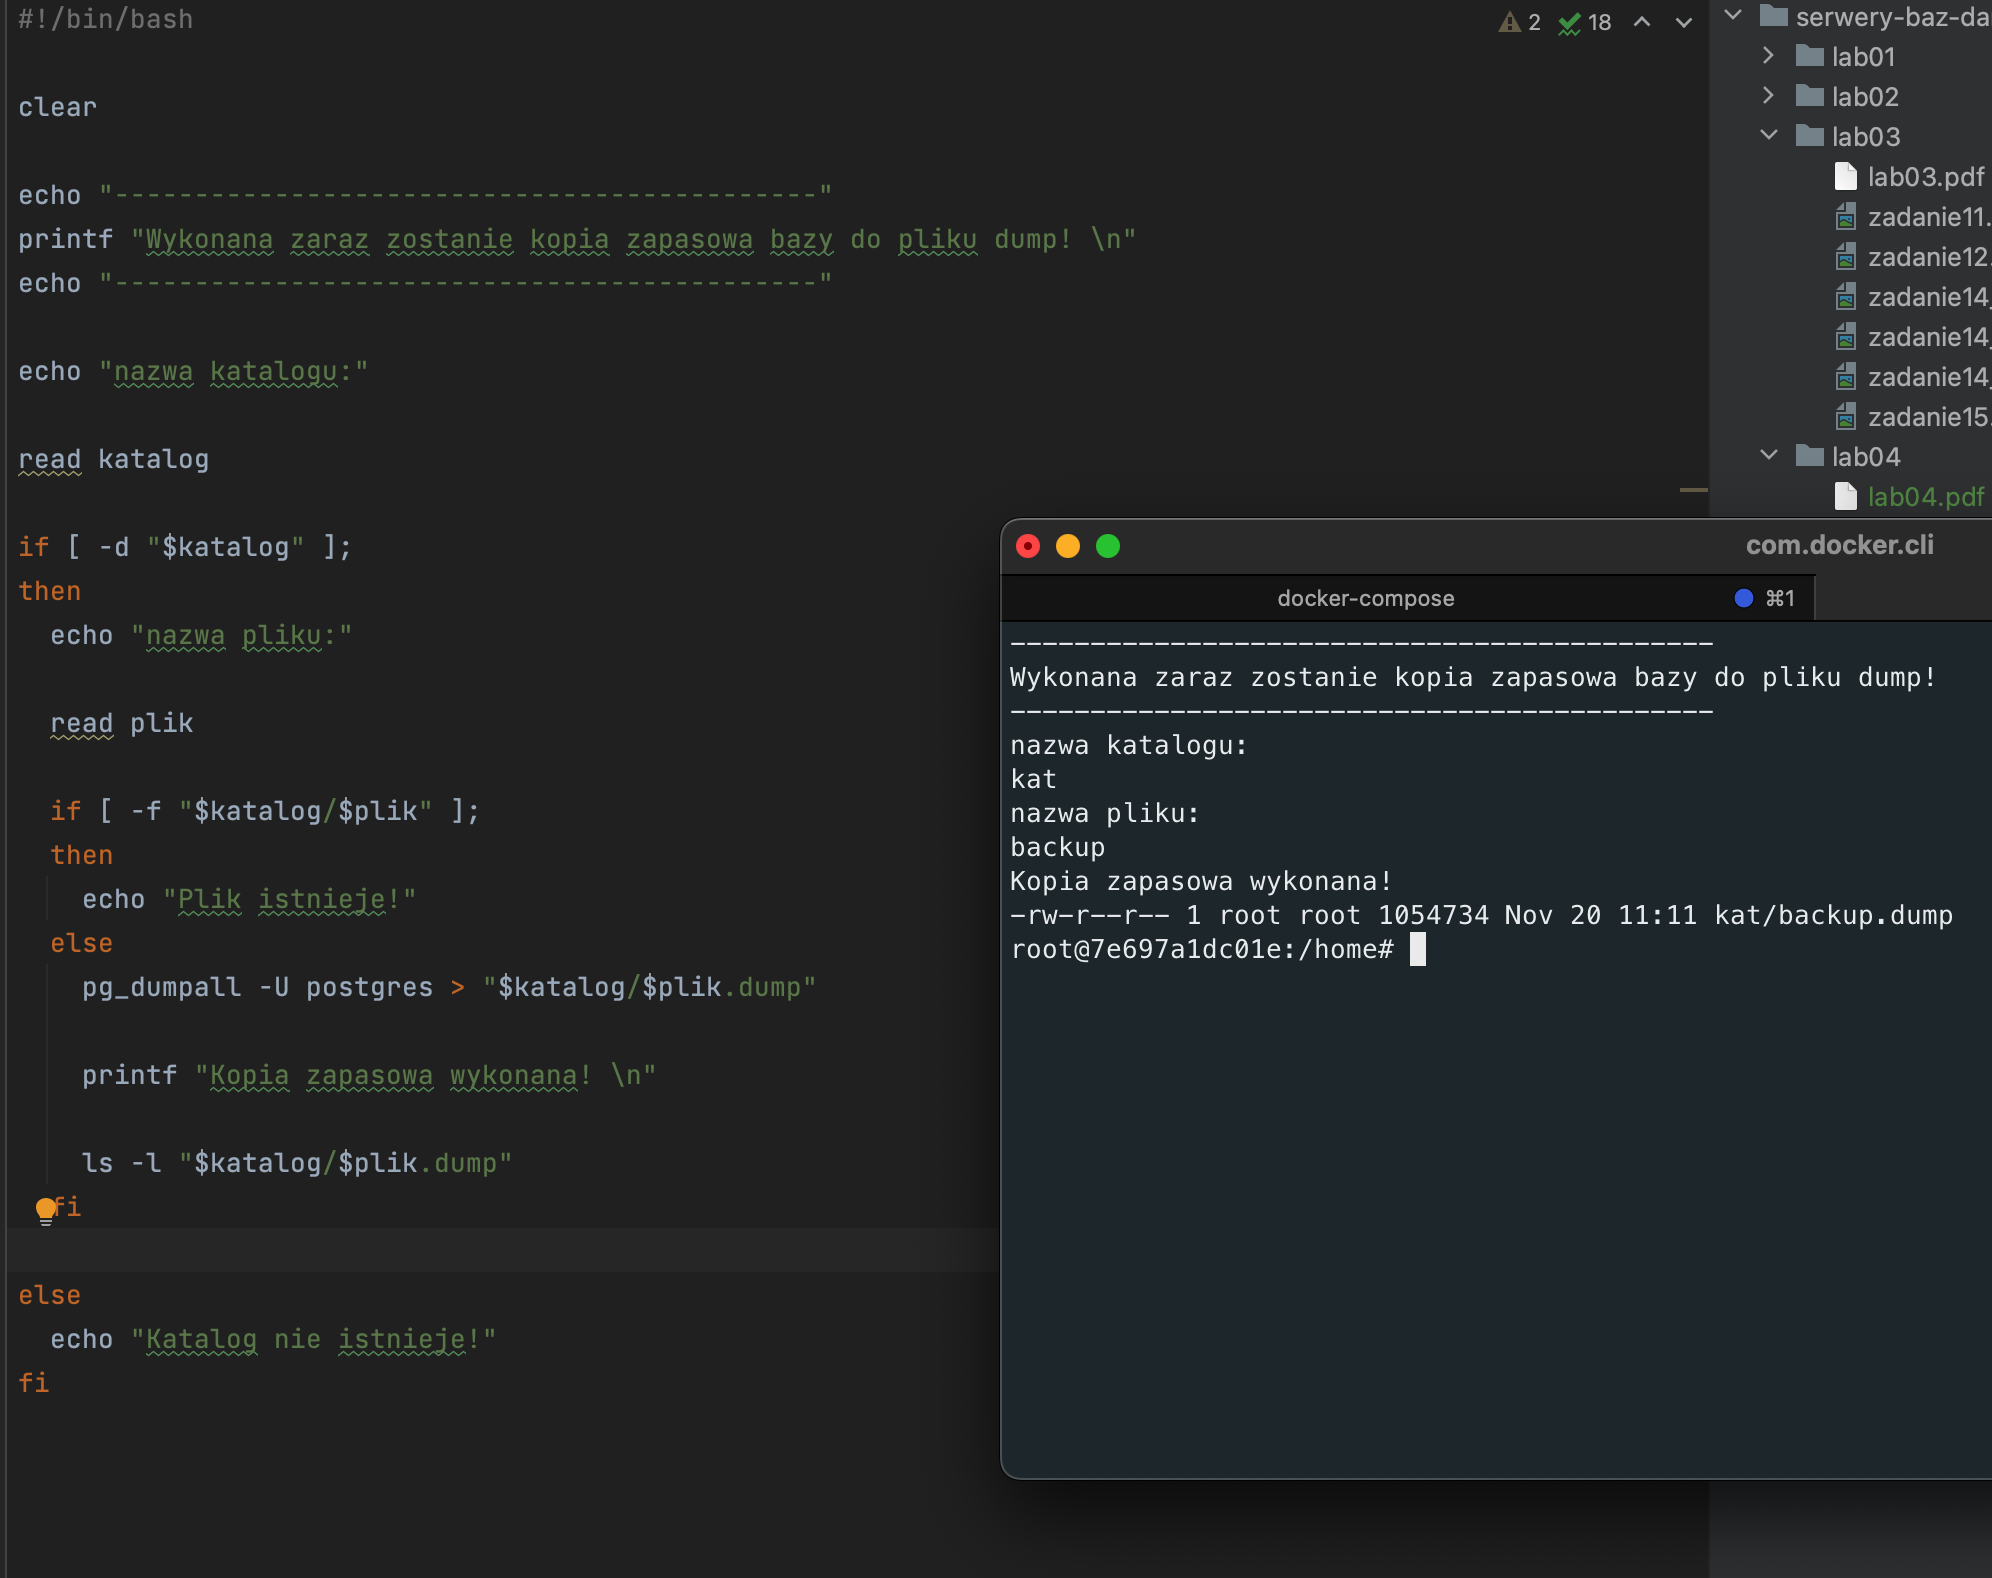 #!/bin/bash
clear
echo "--------------------------------------------"
printf "Wykonana zaraz zostanie kopia zapasowa bazy do pliku dump! \n"
echo "--------------------------------------------"
echo "nazwa katalogu:"
read katalog
if [ -d "$katalog" ];
then
echo "nazwa pliku:"
read plik
if [ -f "$katalog/$plik" ];
then
echo "Plik istnieje!"
else
pg_dumpall -U postgres > "$katalog/$plik.dump"
printf "Kopia zapasowa wykonana! \n"
ls -l "$katalog/$plik.dump"
fi
else
echo "Katalog nie istnieje!"
fi
2 18
serwery-baz-da
lab01
lab02
lab03
lab03.pdf
zadanie11.
zadanie12.
zadanie14_
zadanie14_
zadanie14_
zadanie15.
lab04
lab04.pdf
com.docker.cli
docker-compose ⌘1
--------------------------------------------
Wykonana zaraz zostanie kopia zapasowa bazy do pliku dump!
--------------------------------------------
nazwa katalogu:
kat
nazwa pliku:
backup
Kopia zapasowa wykonana!
-rw-r--r-- 1 root root 1054734 Nov 20 11:11 kat/backup.dump
root@7e697a1dc01e:/home#